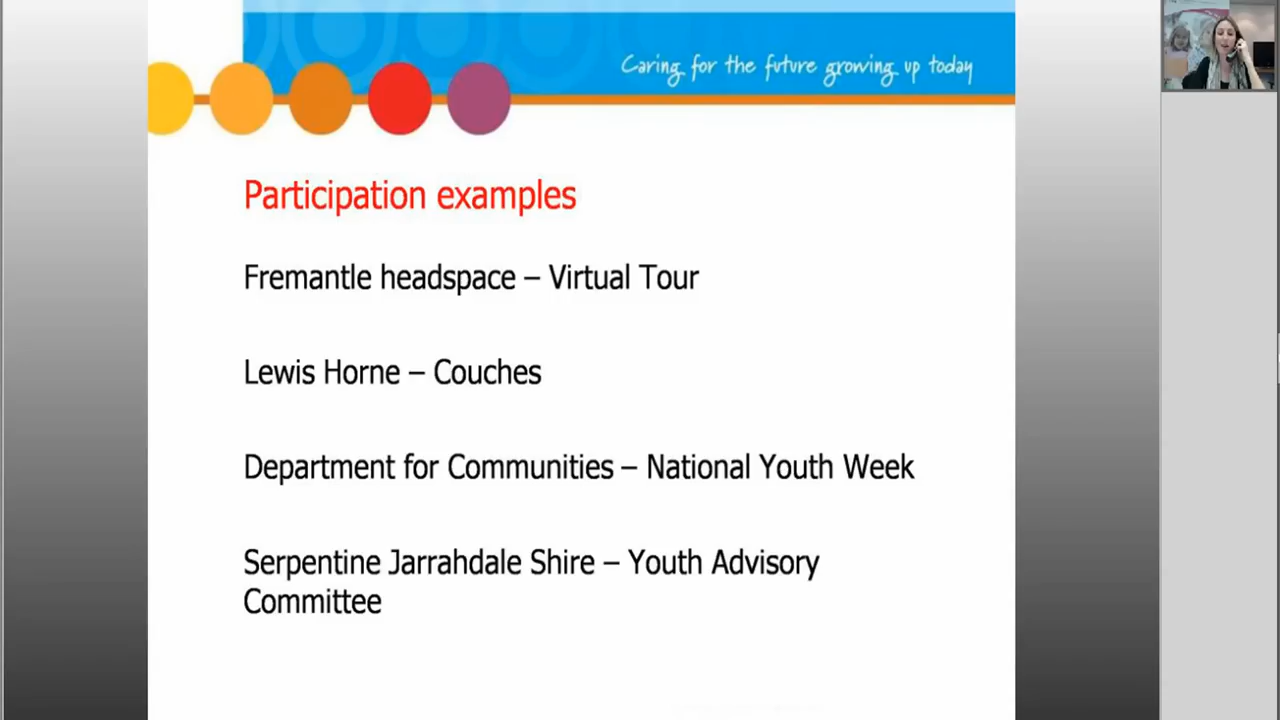 Caring for the future growing up today
Participation examples
Fremantle headspace – Virtual Tour
Lewis Horne – Couches
Department for Communities – National Youth Week
Serpentine Jarrahdale Shire – Youth Advisory
Committee